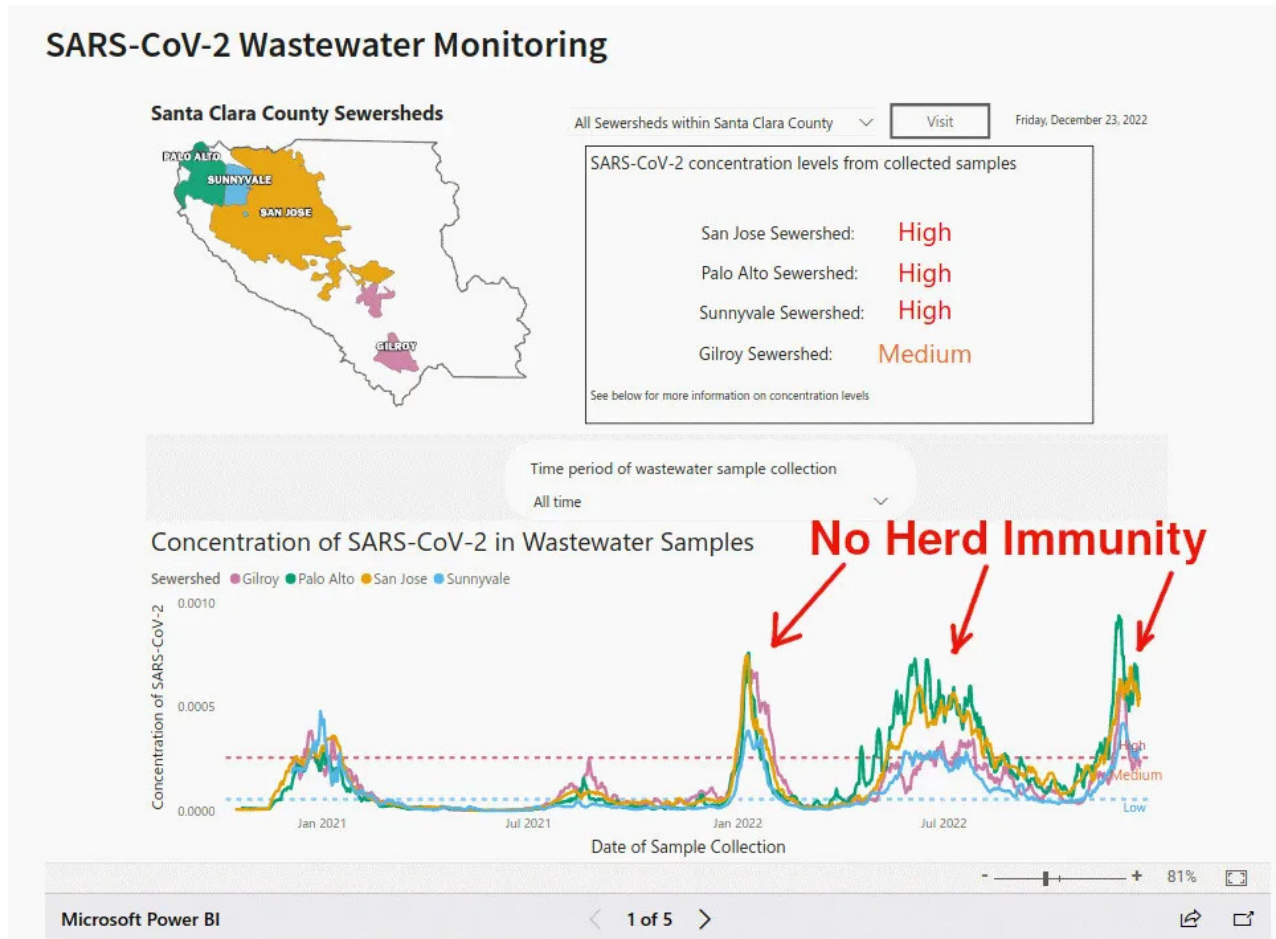 SARS-CoV-2 Wastewater Monitoring
Santa Clara County Sewersheds
All Sewersheds within Santa Clara County
Visit
Friday, December 23, 2022
PALO ALTO
SUNNYVALE
SAN JOSE
GILROY
SARS-CoV-2 concentration levels from collected samples
San Jose Sewershed: High
Palo Alto Sewershed: High
Sunnyvale Sewershed: High
Gilroy Sewershed: Medium
See below for more information on concentration levels
Time period of wastewater sample collection
All time
No Herd Immunity
Concentration of SARS-CoV-2 in Wastewater Samples
Sewershed Gilroy Palo Alto San Jose Sunnyvale
Concentration of SARS-CoV-2
0.0010
0.0005
0.0000
High
Medium
Low
Jan 2021 Jul 2021 Jan 2022 Jul 2022
Date of Sample Collection
- + 81%
Microsoft Power BI
1 of 5